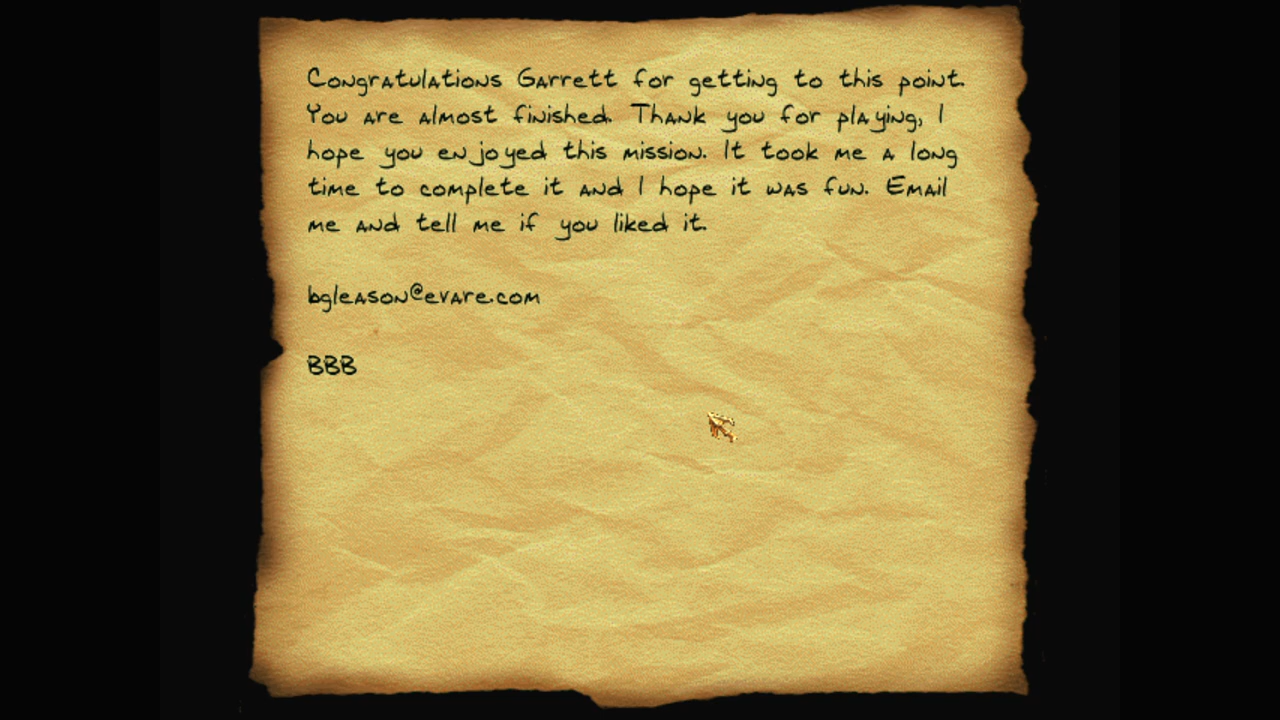 Congratulations Garrett for getting to this point.
You are almost finished. Thank you for playing, I
hope you enjoyed this mission. It took me a long
time to complete it and I hope it was fun. Email
me and tell me if you liked it.
bgleason@evare.com
BBB